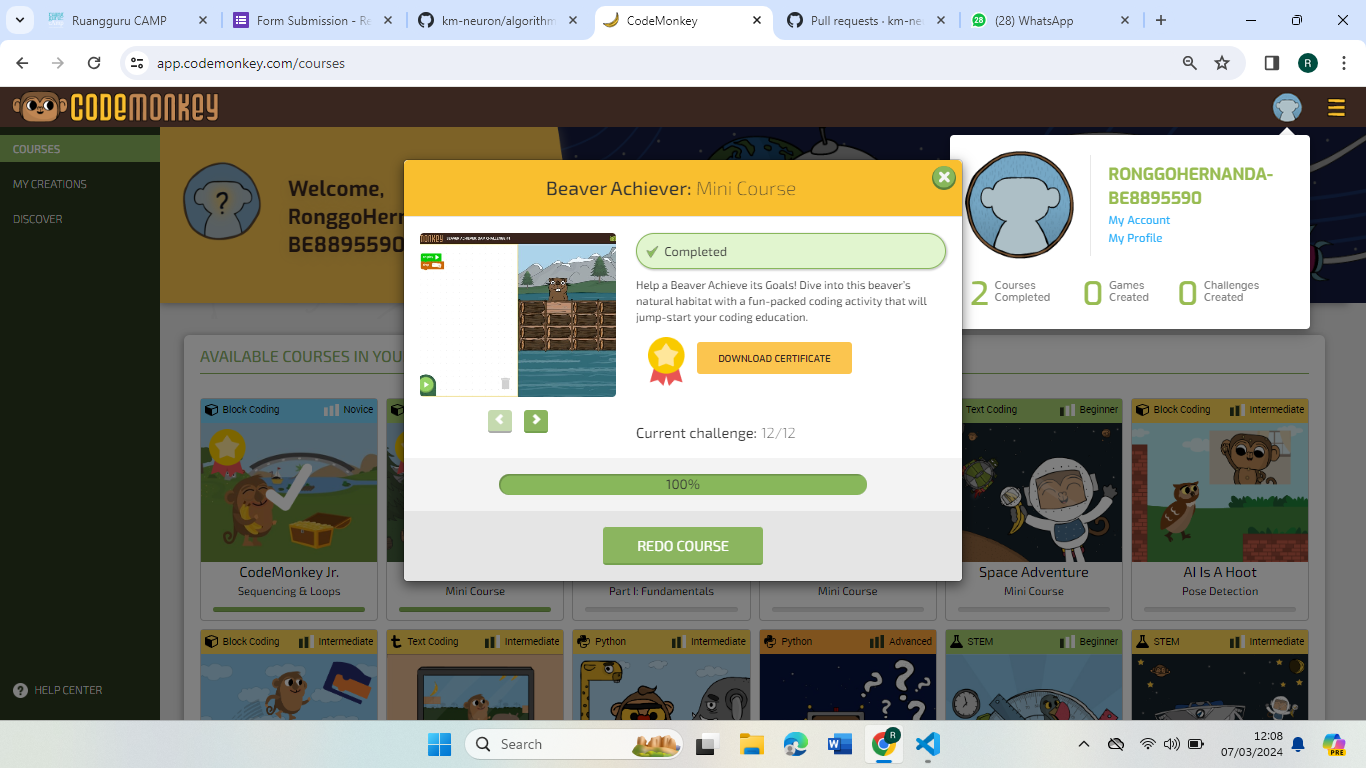 Ruangguru CAMP
Form Submission - Re
km-neuron/algorithm
CodeMonkey
Pull requests · km-ne
(28) WhatsApp
app.codemonkey.com/courses
R
CODEMONKEY
COURSES
MY CREATIONS
DISCOVER
HELP CENTER
Welcome,
RonggoHern
BE8895590
RONGGOHERNANDA-
BE8895590
My Account
My Profile
2 Courses Completed
0 Games Created
0 Challenges Created
Beaver Achiever: Mini Course
Completed
Help a Beaver Achieve its Goals! Dive into this beaver's
natural habitat with a fun-packed coding activity that will
jump-start your coding education.
DOWNLOAD CERTIFICATE
Current challenge: 12/12
100%
REDO COURSE
AVAILABLE COURSES IN YOU
Block Coding Novice
CodeMonkey Jr.
Sequencing & Loops
Mini Course
Part I: Fundamentals
Mini Course
Text Coding Beginner
Space Adventure
Mini Course
Block Coding Intermediate
AI Is A Hoot
Pose Detection
Block Coding Intermediate
Text Coding Intermediate
Python Intermediate
Python Advanced
STEM Beginner
STEM Intermediate
Search
12:08
07/03/2024
PRE